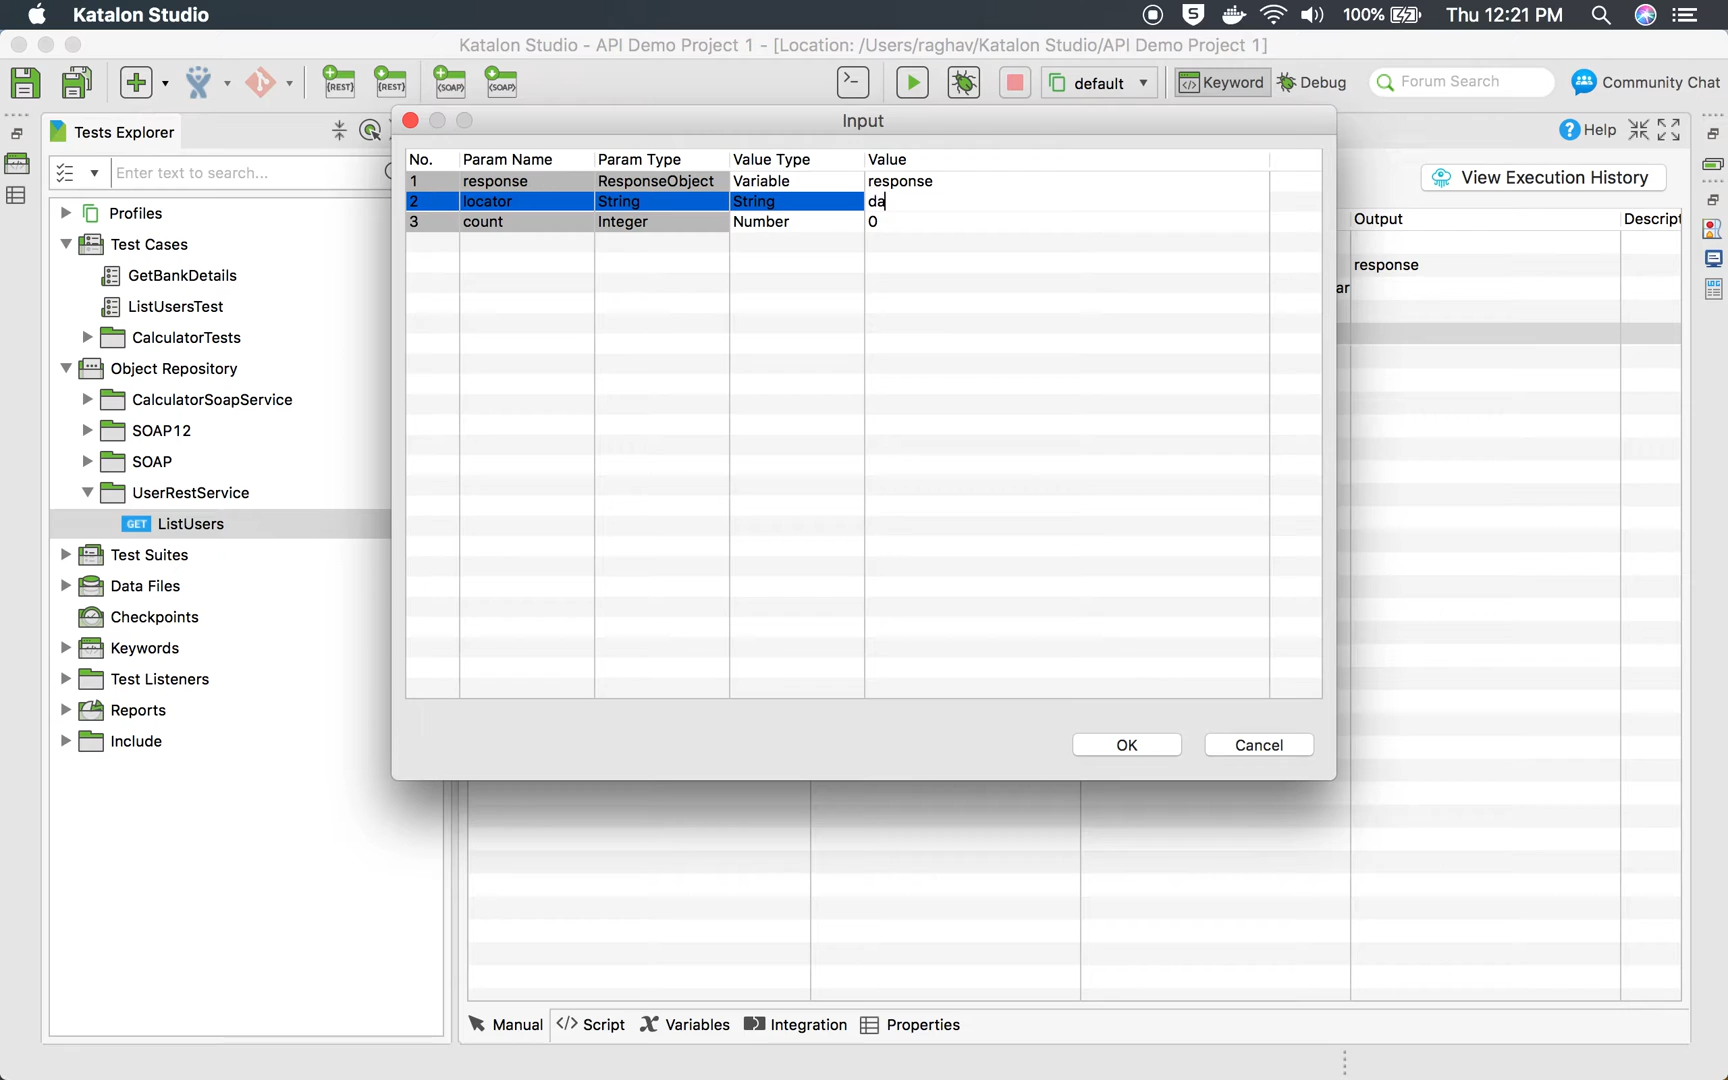 Katalon Studio
100%
Thu 12:21 PM
Katalon Studio - API Demo Project 1 - [Location: /Users/raghav/Katalon Studio/API Demo Project 1]
REST
REST
SOAP
SOAP
default
Keyword
Debug
Forum Search
Community Chat
Tests Explorer
Input
Help
Enter text to search...
View Execution History
No.
Param Name
Param Type
Value Type
Value
1
response
ResponseObject
Variable
response
2
locator
String
String
da
3
count
Integer
Number
0
Output
Descript
response
ar
Profiles
Test Cases
GetBankDetails
ListUsersTest
CalculatorTests
Object Repository
CalculatorSoapService
SOAP12
SOAP
UserRestService
GET ListUsers
Test Suites
Data Files
Checkpoints
Keywords
Test Listeners
Reports
Include
OK
Cancel
Manual
Script
Variables
Integration
Properties